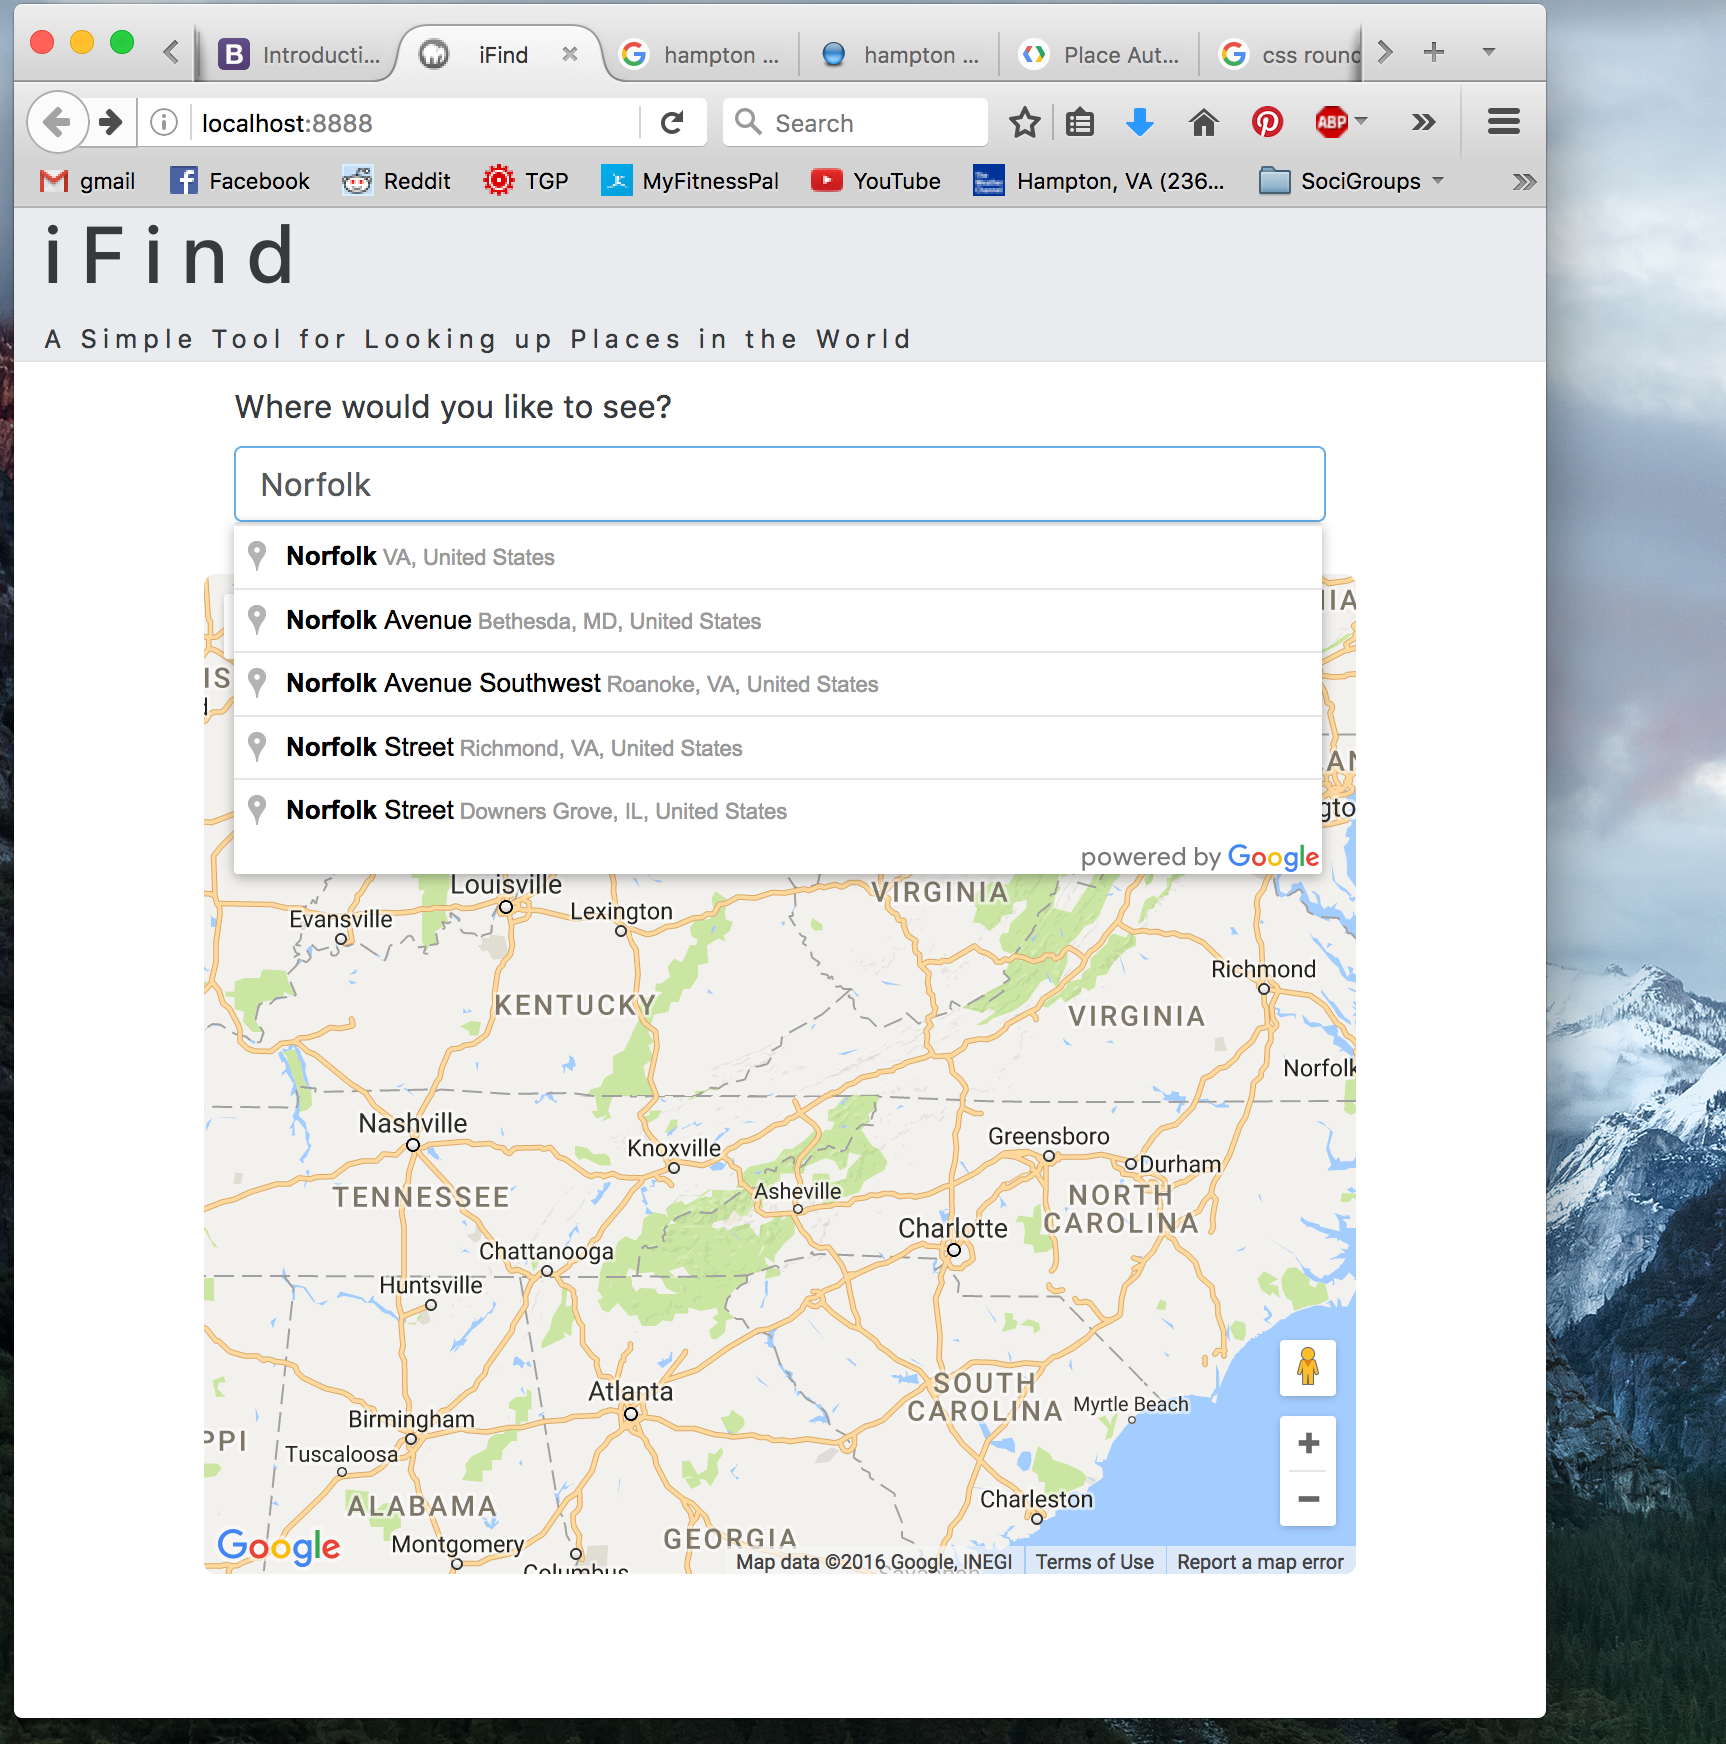 Introducti...
iFind
hampton ...
hampton ...
Place Aut...
css round
localhost:8888
Search
ABP
gmail
Facebook
Reddit
TGP
MyFitnessPal
YouTube
The Weather Channel
Hampton, VA (236...
SociGroups
iFind
A Simple Tool for Looking up Places in the World
Where would you like to see?
Norfolk
Norfolk VA, United States
Norfolk Avenue Bethesda, MD, United States
Norfolk Avenue Southwest Roanoke, VA, United States
Norfolk Street Richmond, VA, United States
Norfolk Street Downers Grove, IL, United States
powered by Google
Louisville
VIRGINIA
Evansville
Lexington
Richmond
KENTUCKY
VIRGINIA
Norfolk
Nashville
Knoxville
Greensboro
Durham
Asheville
TENNESSEE
NORTH
CAROLINA
Charlotte
Chattanooga
Huntsville
Atlanta
SOUTH
CAROLINA
Myrtle Beach
Birmingham
PPI
Tuscaloosa
ALABAMA
Charleston
GEORGIA
Montgomery
Columbus
Google
Map data ©2016 Google, INEGI
Terms of Use
Report a map error